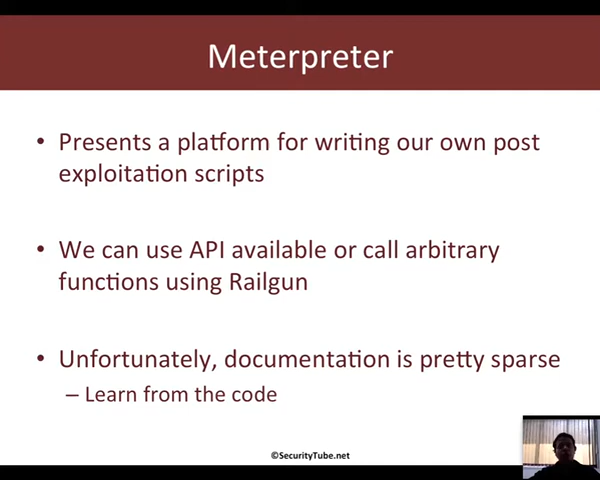 Meterpreter
• Presents a platform for writing our own post
exploitation scripts
• We can use API available or call arbitrary
functions using Railgun
• Unfortunately, documentation is pretty sparse
– Learn from the code
©SecurityTube.net